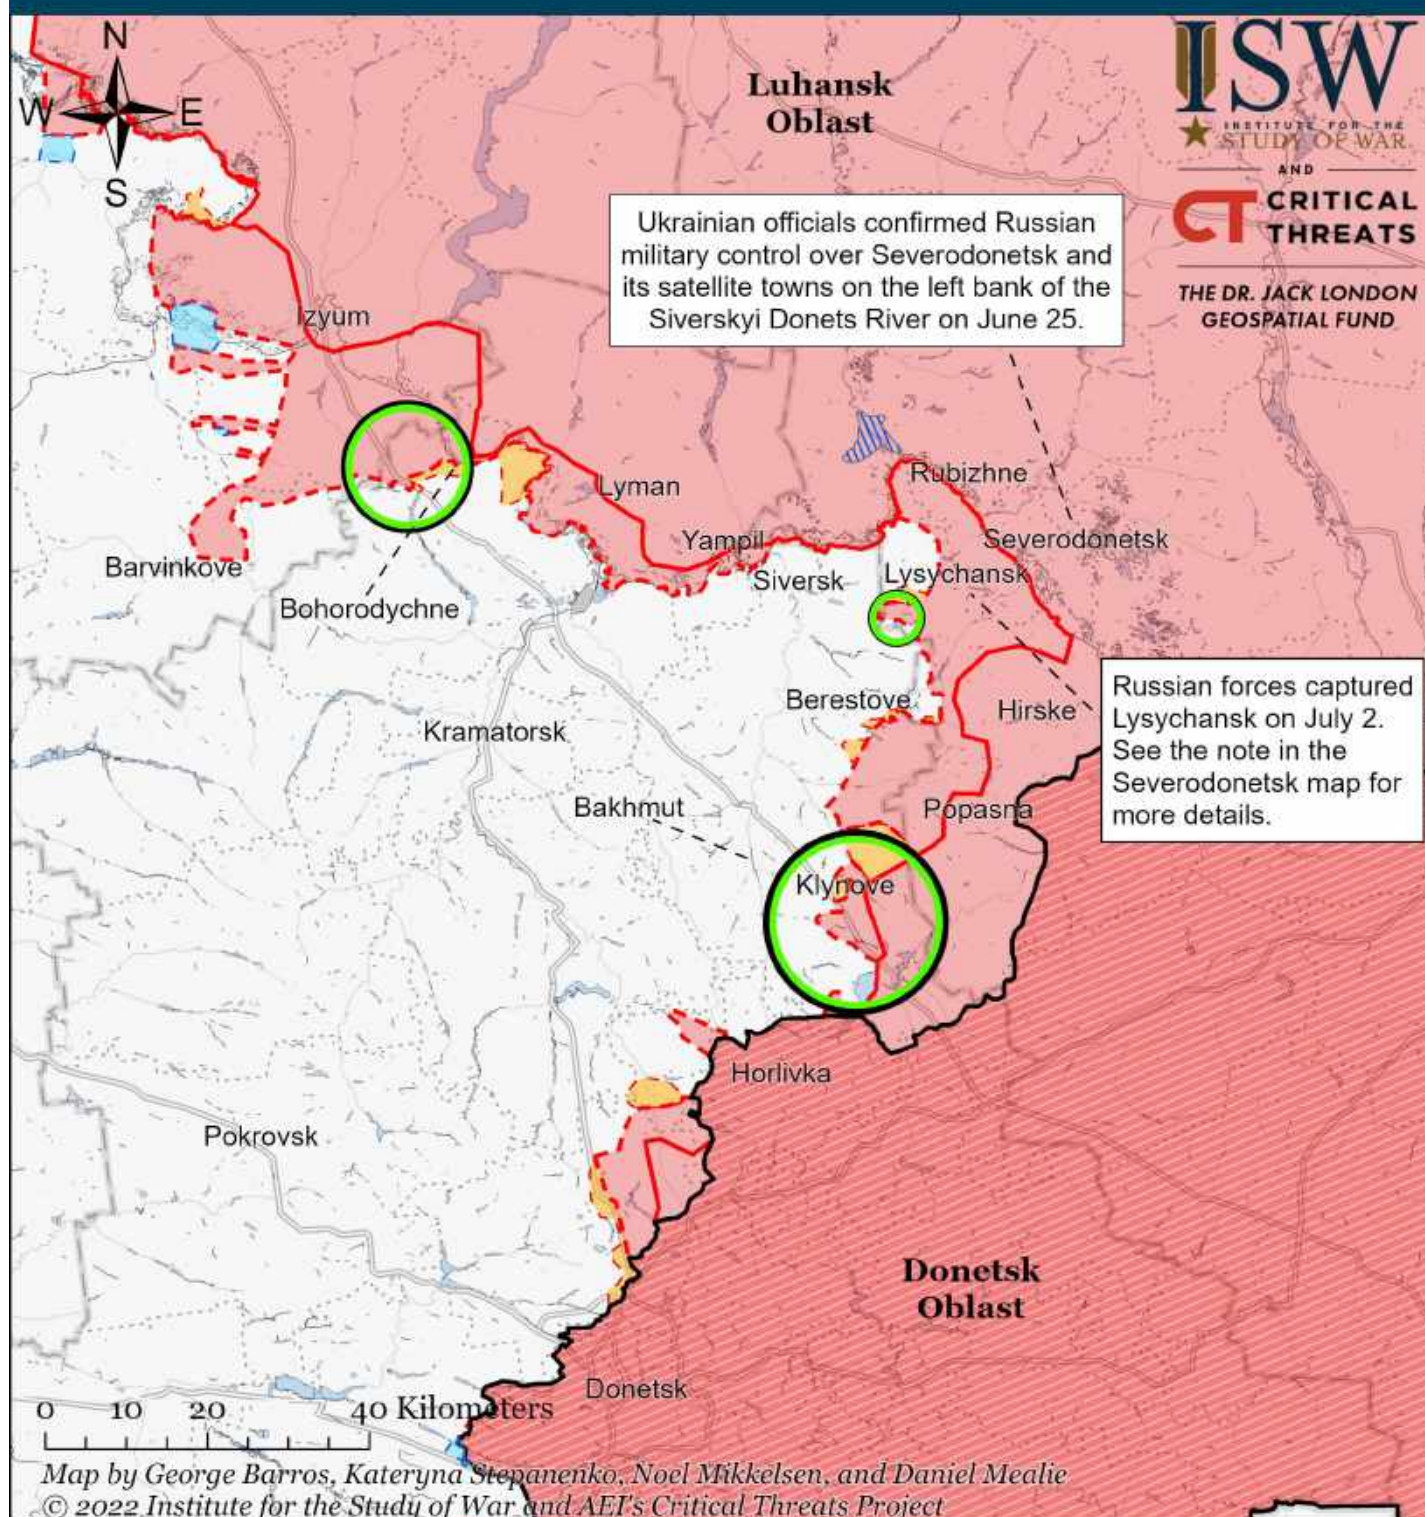 N
W
E
S
Luhansk
Oblast
ISW
INSTITUTE FOR THE
STUDY OF WAR
AND
CT CRITICAL
THREATS
THE DR. JACK LONDON
GEOSPATIAL FUND
Ukrainian officials confirmed Russian
military control over Severodonetsk and
its satellite towns on the left bank of the
Siverskyi Donets River on June 25.
Izyum
Rubizhne
Lyman
Severodonetsk
Yampil
Barvinkove
Siversk
Lysychansk
Bohorodychne
Russian forces captured
Lysychansk on July 2.
See the note in the
Severodonetsk map for
more details.
Berestove
Hirske
Kramatorsk
Bakhmut
Popasna
Klynove
Horlivka
Pokrovsk
Donetsk
Oblast
Donetsk
0 10 20 40 Kilometers
Map by George Barros, Kateryna Stepanenko, Noel Mikkelsen, and Daniel Mealie
© 2022 Institute for the Study of War and AEI's Critical Threats Project